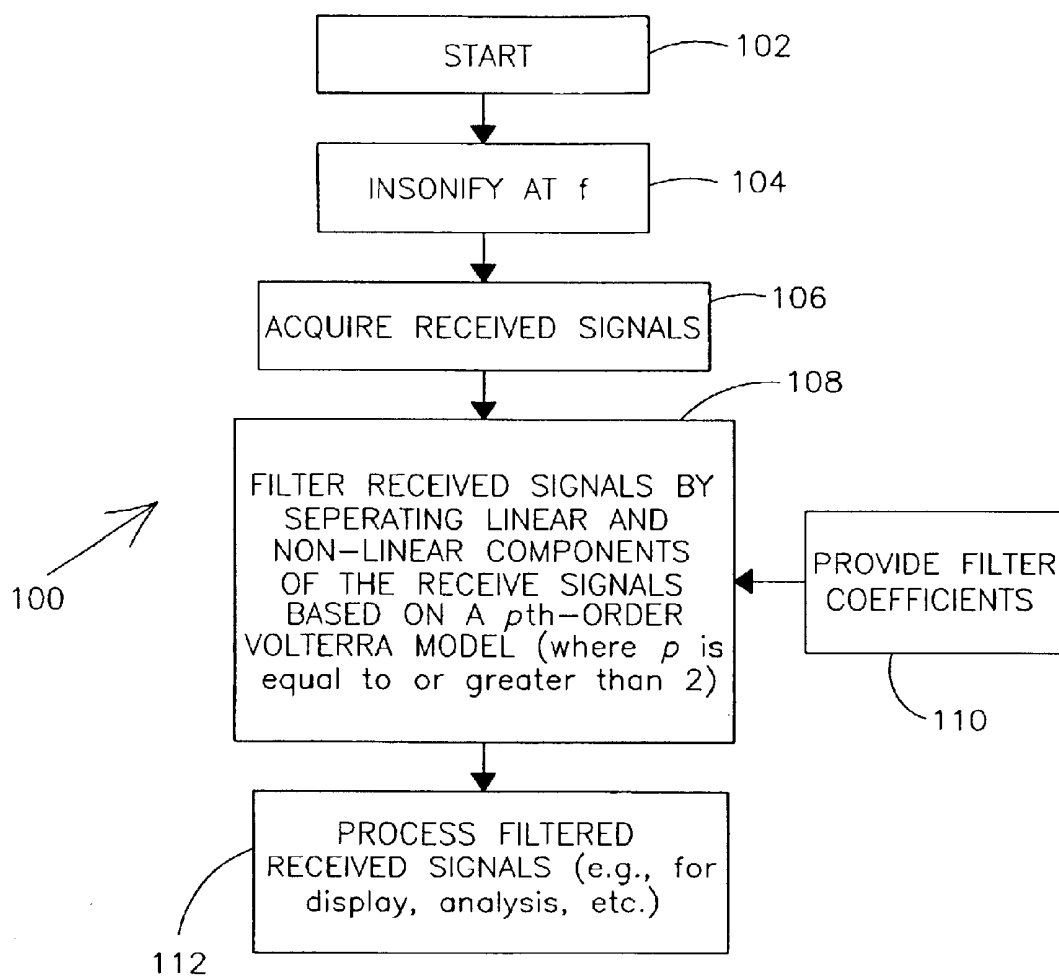 START
102
INSONIFY AT f
104
ACQUIRE RECEIVED SIGNALS
106
108
FILTER RECEIVED SIGNALS BY
SEPERATING LINEAR AND
NON-LINEAR COMPONENTS
OF THE RECEIVE SIGNALS
BASED ON A pth-ORDER
VOLTERRA MODEL (where p is
equal to or greater than 2)
PROVIDE FILTER
COEFFICIENTS
100
110
PROCESS FILTERED
RECEIVED SIGNALS (e.g., for
display, analysis, etc.)
112